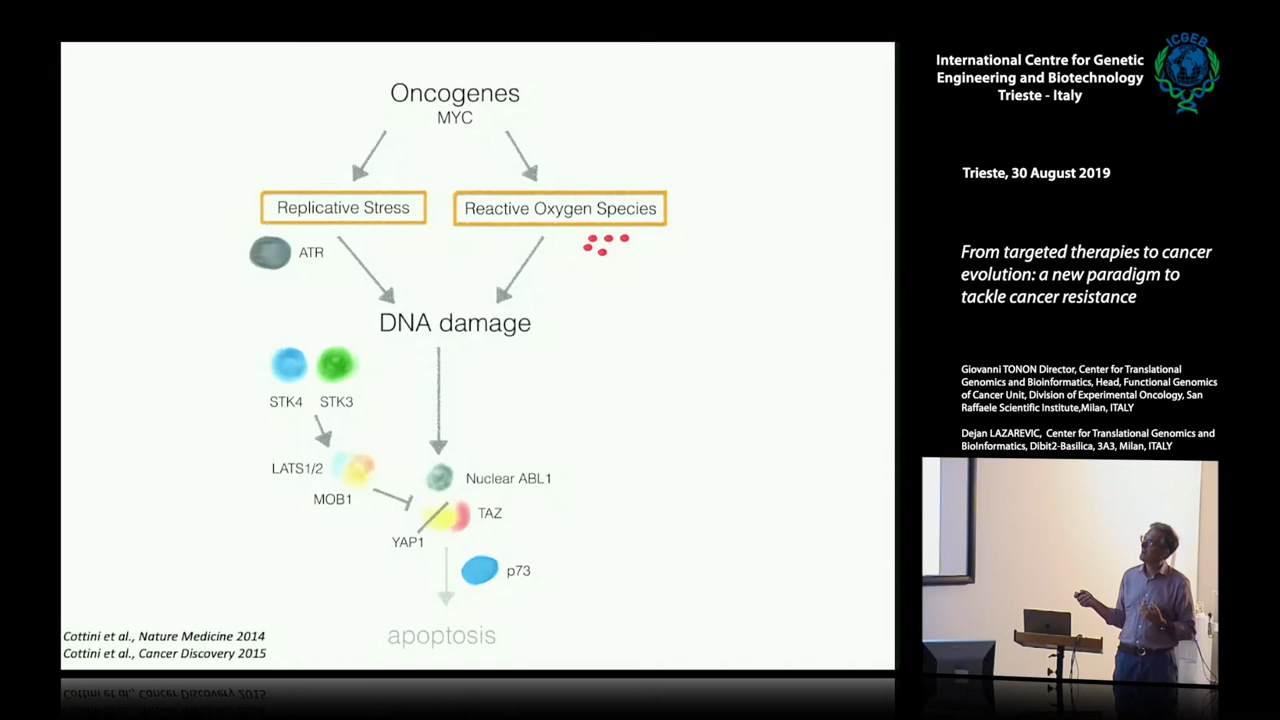 Oncogenes
MYC
Replicative Stress
Reactive Oxygen Species
ATR
DNA damage
STK4
STK3
LATS1/2
MOB1
Nuclear ABL1
TAZ
YAP1
p73
apoptosis
Cottini et al., Nature Medicine 2014
Cottini et al., Cancer Discovery 2015
ICGEB
International Centre for Genetic
Engineering and Biotechnology
Trieste - Italy
Trieste, 30 August 2019
From targeted therapies to cancer
evolution: a new paradigm to
tackle cancer resistance
Giovanni TONON Director, Center for Translational
Genomics and Bioinformatics, Head, Functional Genomics
of Cancer Unit, Division of Experimental Oncology, San
Raffaele Scientific Institute,Milan, ITALY
Dejan LAZAREVIC, Center for Translational Genomics and
BioInformatics, Dibit2-Basilica, 3A3, Milan, ITALY